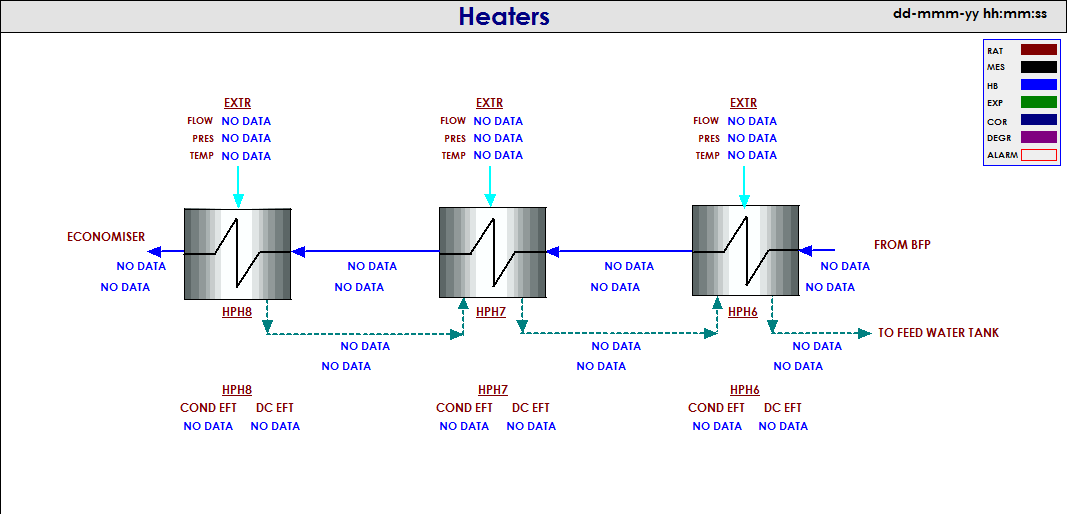 Heaters
dd-mmm-yy hh:mm:ss
RAT
MES
HB
EXP
COR
DEGR
ALARM
EXTR EXTR EXTR
FLOW NO DATA FLOW NO DATA FLOW NO DATA
PRES NO DATA PRES NO DATA PRES NO DATA
TEMP NO DATA TEMP NO DATA TEMP NO DATA
ECONOMISER FROM BFP
NO DATA NO DATA NO DATA NO DATA
NO DATA NO DATA NO DATA NO DATA
HPH8 HPH7 HPH6
TO FEED WATER TANK
NO DATA NO DATA NO DATA
NO DATA NO DATA NO DATA
HPH8 HPH7 HPH6
COND EFT DC EFT COND EFT DC EFT COND EFT DC EFT
NO DATA NO DATA NO DATA NO DATA NO DATA NO DATA